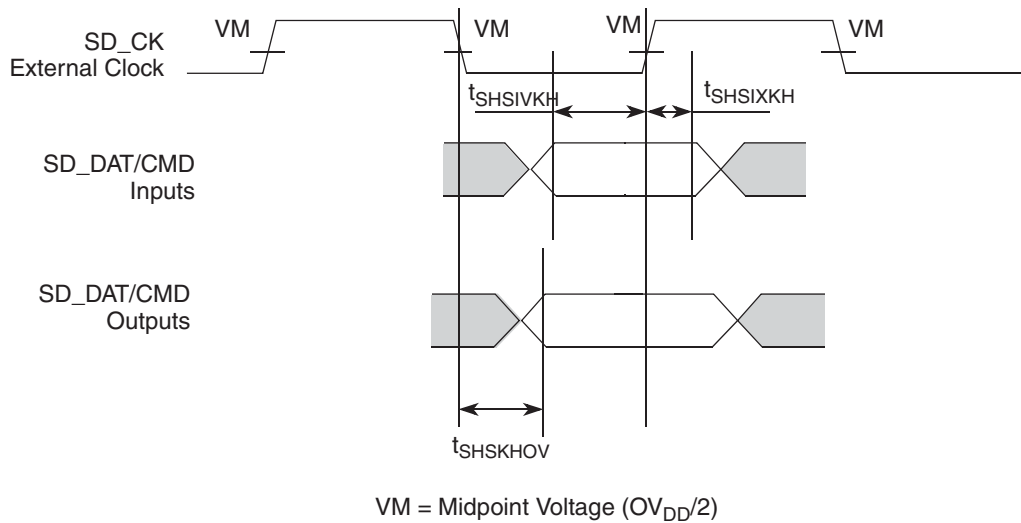 VM VM VM VM
SD_CK
External Clock
tSHSIVKH tSHSIXKH
SD_DAT/CMD
Inputs
SD_DAT/CMD
Outputs
tSHSKHOV
VM = Midpoint Voltage (OVDD/2)